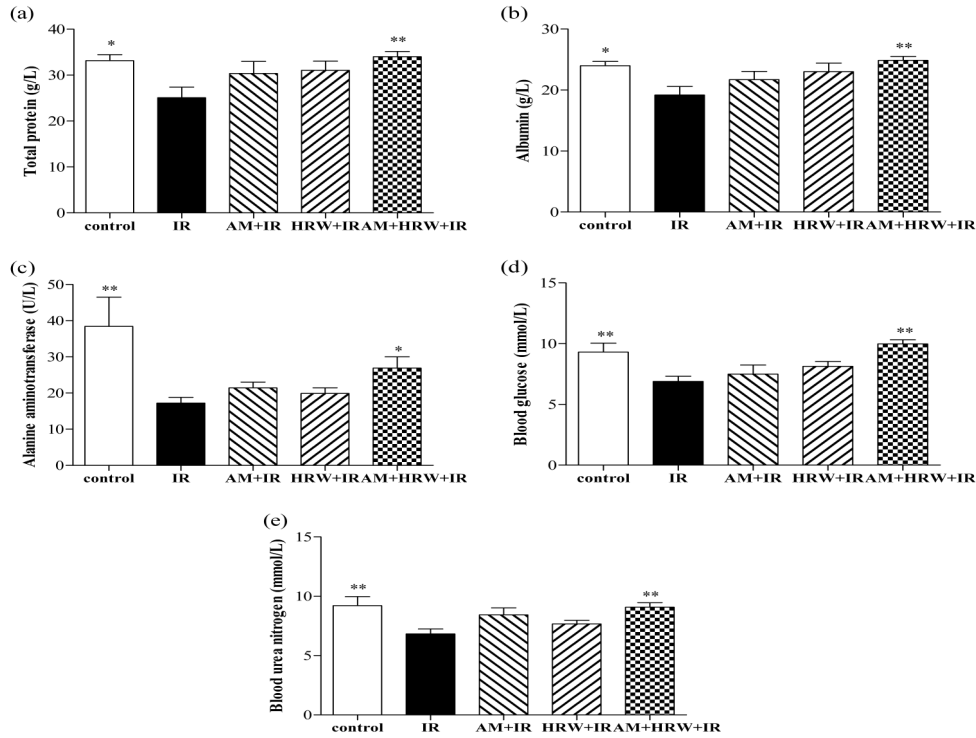 (a)
Total protein (g/L)
40
30
20
10
0
*
**
control IR AM+IR HRW+IR AM+HRW+IR
(b)
Albumin (g/L)
30
20
10
0
*
**
control IR AM+IR HRW+IR AM+HRW+IR
(c)
Alanine aminotransferase (U/L)
50
40
30
20
10
0
**
*
control IR AM+IR HRW+IR AM+HRW+IR
(d)
Blood glucose (mmol/L)
15
10
5
0
**
**
control IR AM+IR HRW+IR AM+HRW+IR
(e)
Blood urea nitrogen (mmol/L)
15
10
5
0
**
**
control IR AM+IR HRW+IR AM+HRW+IR